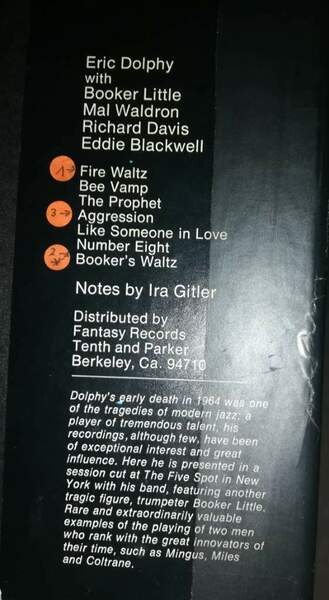 Eric Dolphy
with
Booker Little
Mal Waldron
Richard Davis
Eddie Blackwell
1→ Fire Waltz
Bee Vamp
The Prophet
3→ Aggression
Like Someone in Love
Number Eight
2→ Booker's Waltz
Notes by Ira Gitler
Distributed by
Fantasy Records
Tenth and Parker
Berkeley, Ca. 94710
Dolphy's early death in 1964 was one
of the tragedies of modern jazz: a
player of tremendous talent, his
recordings, although few, have been
of exceptional interest and great
influence. Here he is presented in a
session cut at The Five Spot in New
York with his band, featuring another
tragic figure, trumpeter Booker Little.
Rare and extraordinarily valuable
examples of the playing of two men
who rank with the great innovators of
their time, such as Mingus, Miles
and Coltrane.